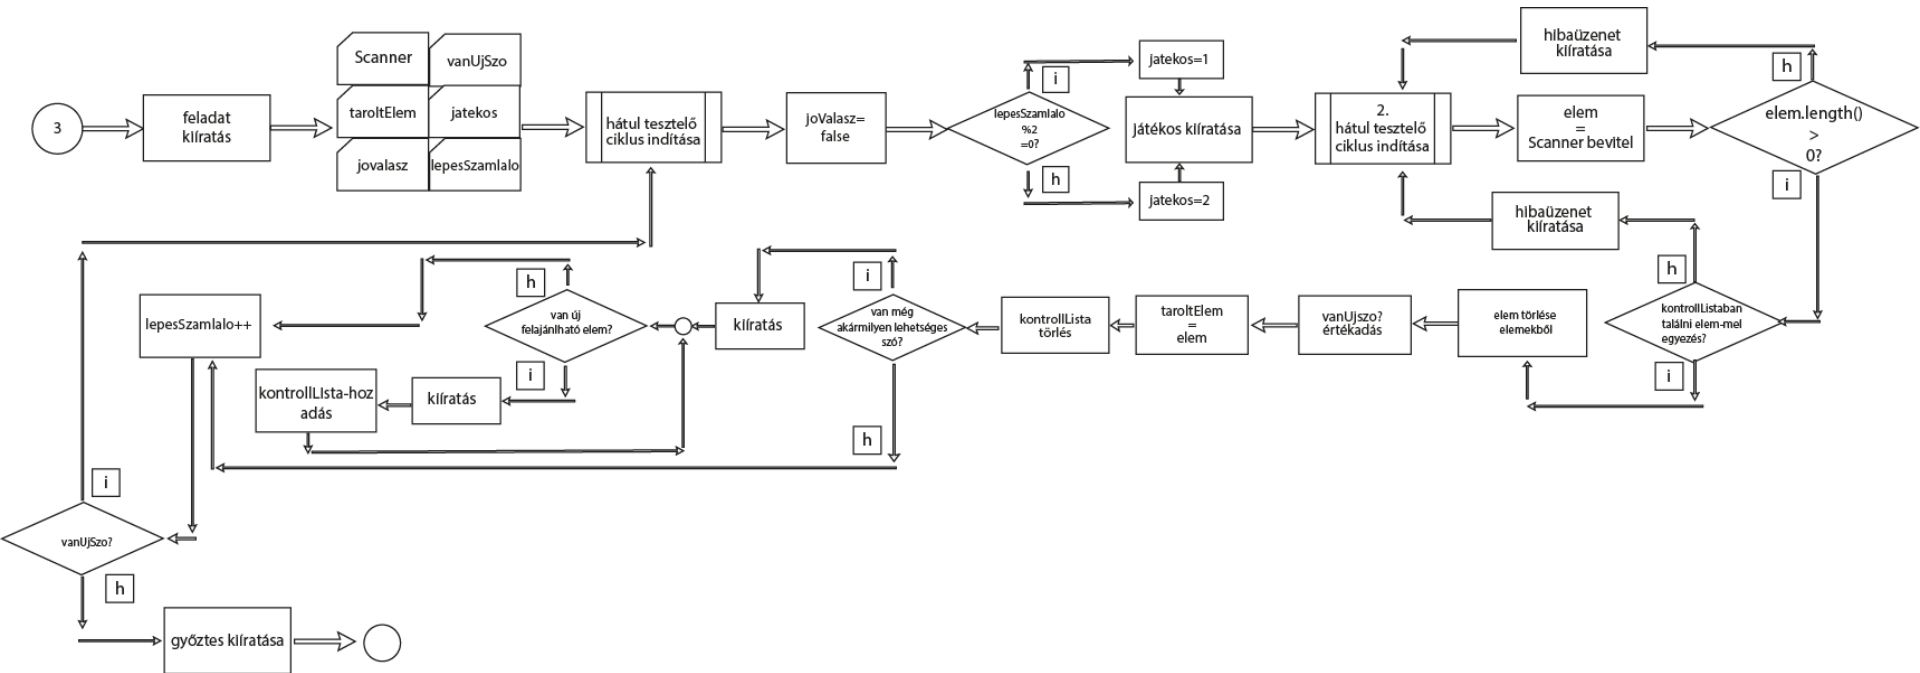 3
feladat
kiíratás
Scanner
vanUjSzo
taroltElem
jatekos
jovalasz
lepesSzamlalo
hátul tesztelő
ciklus indítása
joValasz=
false
lepesSzamlalo
%2
=0?
i
h
jatekos=1
Játékos kiíratása
jatekos=2
2.
hátul tesztelő
ciklus indítása
elem
=
Scanner bevitel
elem.length()
>
0?
h
i
hibaüzenet
kiíratása
hibaüzenet
kiíratása
h
kontrollListaban
találni elem-mel
egyezés?
i
elem törlése
elemekből
vanUjszo?
értékadás
taroltElem
=
elem
kontrollLista
törlés
i
van még
akármilyen lehetséges
szó?
h
kiíratás
h
van új
felajánlható elem?
i
kiíratás
kontrollLista-hoz
adás
lepesSzamlalo++
i
vanUjSzo?
h
győztes kiíratása